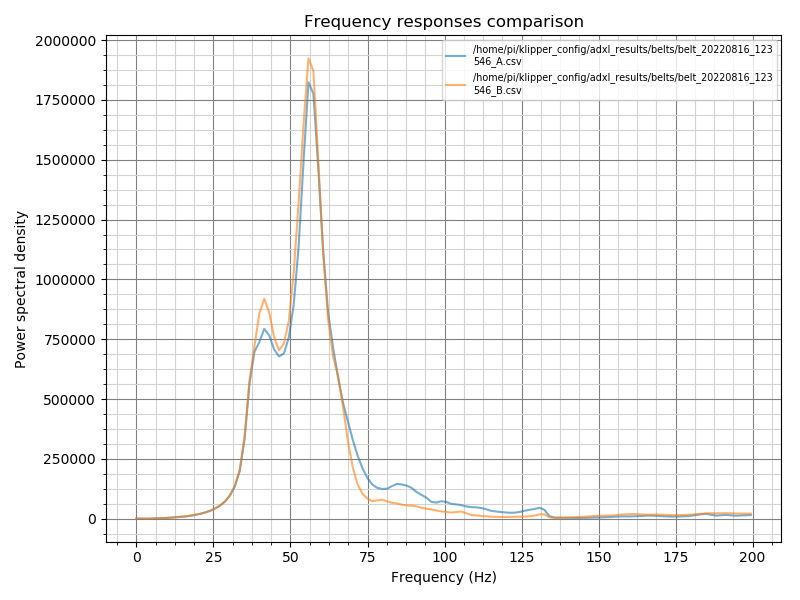 Frequency responses comparison
/home/pi/klipper_config/adxl_results/belts/belt_20220816_123
546_A.csv
/home/pi/klipper_config/adxl_results/belts/belt_20220816_123
546_B.csv
Power spectral density
2000000
1750000
1500000
1250000
1000000
750000
500000
250000
0
0 25 50 75 100 125 150 175 200
Frequency (Hz)